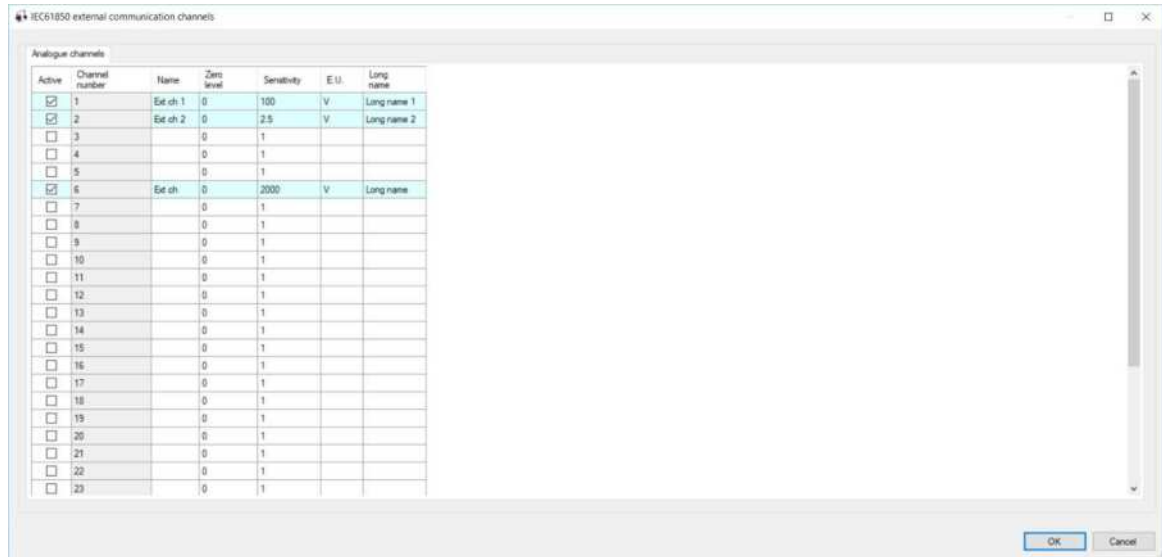 IEC61850 external communication channels
Analogue channels
Active Channel number Name Zero level Sensitivity E.U. Long name
1 Ext ch 1 0 100 V Long name 1
2 Ext ch 2 0 2.5 V Long name 2
3 0 1
4 0 1
5 0 1
6 Ext ch 0 2000 V Long name
7 0 1
8 0 1
9 0 1
10 0 1
11 0 1
12 0 1
13 0 1
14 0 1
15 0 1
16 0 1
17 0 1
18 0 1
19 0 1
20 0 1
21 0 1
22 0 1
23 0 1
OK Cancel